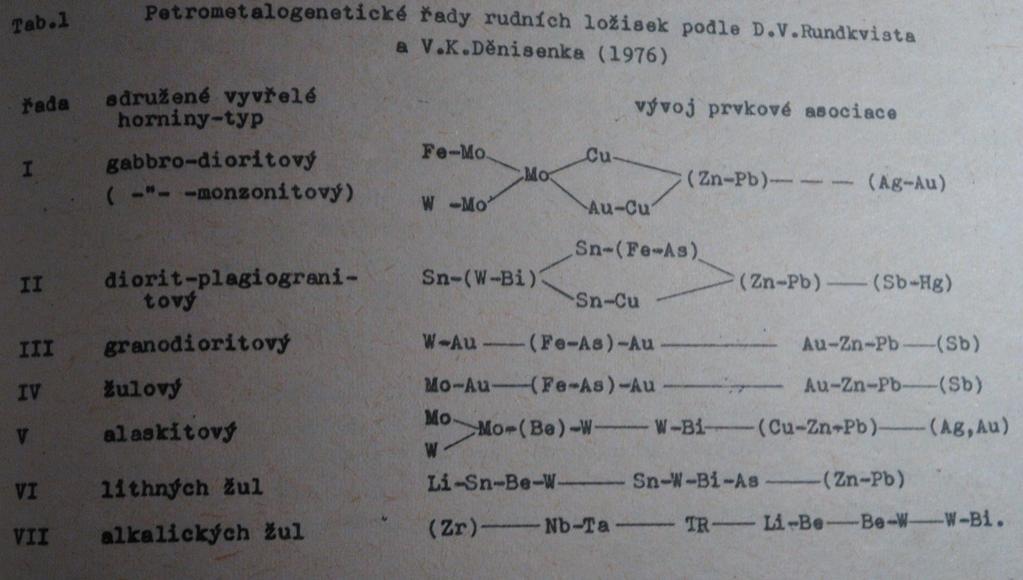 Tab.1 Petrometalogenetické řady rudních ložisek podle D.V.Rundkvista
a V.K.Děnisenka (1976)
řada sdružené vyvřelé vývoj prvkové asociace
horniny-typ
I gabbro-dioritový Fe-Mo Mo Cu (Zn-Pb)— — — (Ag-Au)
( -"- -monzonitový) W -Mo Au-Cu
Sn-(Fe-As)
II diorit-plagiograni- Sn-(W-Bi) (Zn-Pb)——(Sb-Hg)
tový Sn-Cu
III granodioritový W-Au——(Fe-As)-Au———Au-Zn-Pb——(Sb)
IV žulový Mo-Au——(Fe-As)-Au———Au-Zn-Pb——(Sb)
V alaskitový Mo W Mo-(Be)-W——W-Bi——(Cu-Zn-Pb)——(Ag,Au)
VI lithných žul Li-Sn-Be-W——Sn-W-Bi-As——(Zn-Pb)
VII alkalických žul (Zr)——Nb-Ta——TR——Li-Be——Be-W——W-Bi.